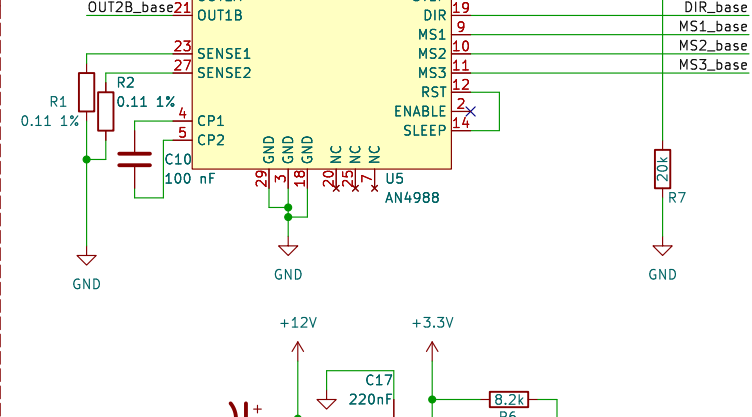 OUT2B_base
21
OUT1B
19
DIR
DIR_base
9
MS1
MS1_base
23
SENSE1
10
MS2
MS2_base
27
SENSE2
11
MS3
MS3_base
R2
0.11 1%
R1
0.11 1%
12
RST
2
ENABLE
4
CP1
14
SLEEP
5
CP2
C10
100 nF
GND
GND
GND
NC
NC
NC
29
3
18
20
25
7
U5
AN4988
20k
R7
GND
GND
GND
+12V
+3.3V
C17
220nF
+
8.2k
R6